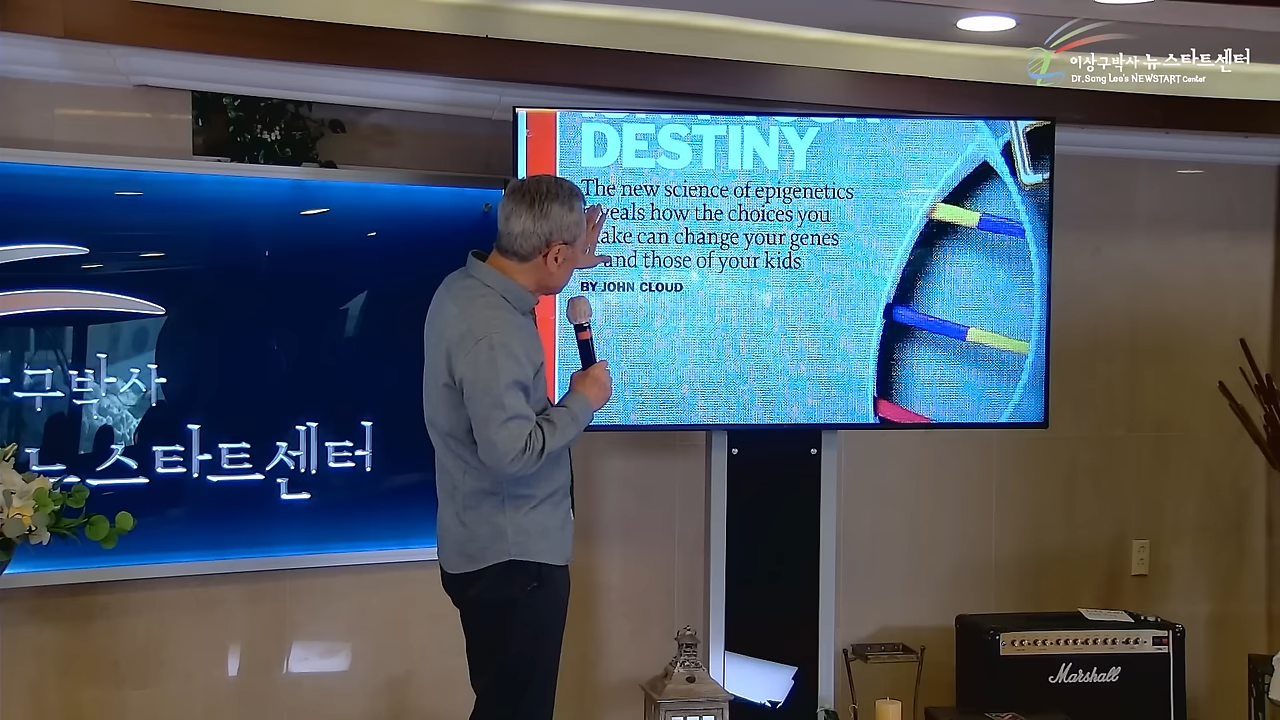 이상구박사 뉴스타트센터
Dr. Sang Lee's NEWSTART Center
DESTINY
The new science of epigenetics
veals how the choices you
ake can change your genes
and those of your kids
BY JOHN CLOUD
구박사
뉴스타트센터
Marshall